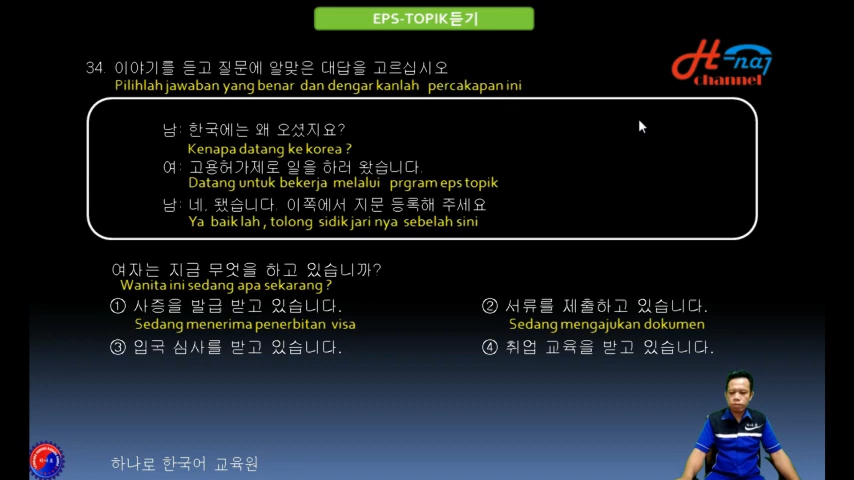 EPS-TOPIK듣기
H-naj
channel
34. 이야기를 듣고 질문에 알맞은 대답을 고르십시오
Pilihlah jawaban yang benar dan dengarkanlah percakapan ini
남: 한국에는 왜 오셨지요?
Kenapa datang ke korea ?
여: 고용허가제로 일을 하러 왔습니다.
Datang untuk bekerja melalui prgram eps topik
남: 네, 됐습니다. 이쪽에서 지문 등록해 주세요
Ya baik lah , tolong sidik jari nya sebelah sini
여자는 지금 무엇을 하고 있습니까?
Wanita ini sedang apa sekarang ?
① 사증을 발급 받고 있습니다.
Sedang menerima penerbitan visa
② 서류를 제출하고 있습니다.
Sedang mengajukan dokumen
③ 입국 심사를 받고 있습니다.
④ 취업 교육을 받고 있습니다.
하나로 한국어 교육원